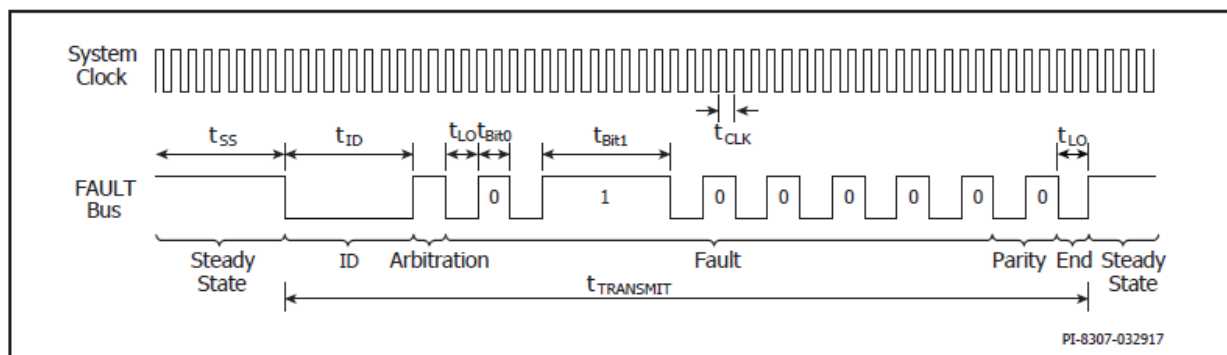 System
Clock
tSS tID tLO tBit0 tBit1 tCLK tLO
FAULT
Bus
0 1 0 0 0 0 0 0
Steady
State
ID Arbitration Fault Parity End Steady
State
tTRANSMIT
PI-8307-032917